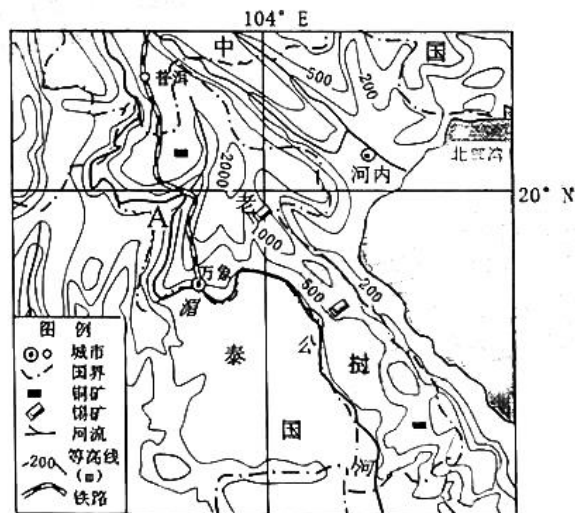 104° E
中 国
500
200
普洱
北部湾
河内
2000
20° N
A
老
1000
万象
500
200
湄
泰
公
挝
国
河
图 例
城市
国界
铜矿
锡矿
河流
200 等高线
(m)
铁路